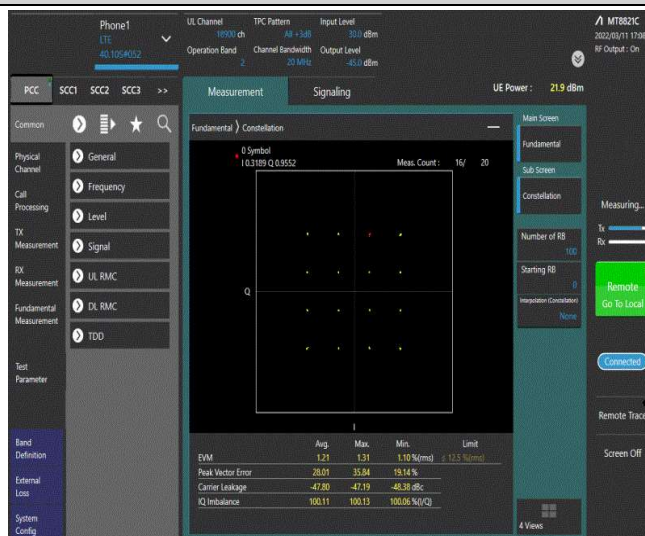 Phone1
LTE
40.105#052
UL Channel TPC Pattern Input Level
18900 ch All +3dB 30.0 dBm
Operation Band Channel Bandwidth Output Level
2 20 MHz -45.0 dBm
MT8821C
2022/03/11 17:08
RF Output : On
PCC SCC1 SCC2 SCC3 >>
Measurement Signaling
UE Power : 21.9 dBm
Common
Physical
Channel
Call
Processing
TX
Measurement
RX
Measurement
Fundamental
Measurement
Test
Parameter
Band
Definition
External
Loss
System
Config
General
Frequency
Level
Signal
UL RMC
DL RMC
TDD
Fundamental Constellation
0 Symbol
I 0.3189 Q 0.9552 Meas. Count : 16/ 20
Q
I
Avg. Max. Min. Limit
EVM 1.21 1.31 1.10 %(rms) ≤ 12.5 %(rms)
Peak Vector Error 28.01 35.84 19.14 %
Carrier Leakage -47.80 -47.19 -48.38 dBc
IQ Imbalance 100.11 100.13 100.06 %(I/Q)
Main Screen
Fundamental
Sub Screen
Constellation
Number of RB
100
Starting RB
0
Interpolation (Constellation)
None
4 Views
Measuring...
Tx
Rx
Remote
Go To Local
Connected
Remote Trace
Screen Off